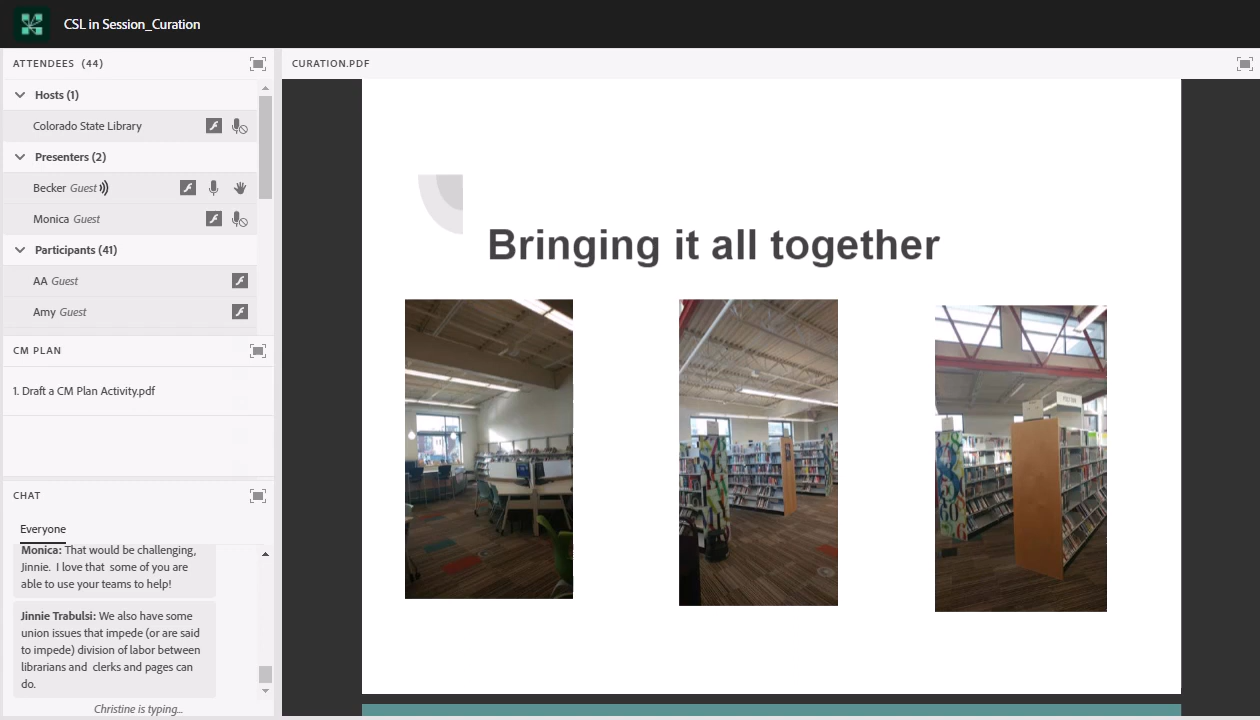 CSL in Session_Curation
ATTENDEES (44)
Hosts (1)
Colorado State Library
Presenters (2)
Becker Guest
Monica Guest
Participants (41)
AA Guest
Amy Guest
CM PLAN
1. Draft a CM Plan Activity.pdf
CHAT
Everyone
Monica: That would be challenging,
Jinnie. I love that some of you are
able to use your teams to help!
Jinnie Trabulsi: We also have some
union issues that impede (or are said
to impede) division of labor between
librarians and clerks and pages can
do.
Christine is typing...
CURATION.PDF
Bringing it all together